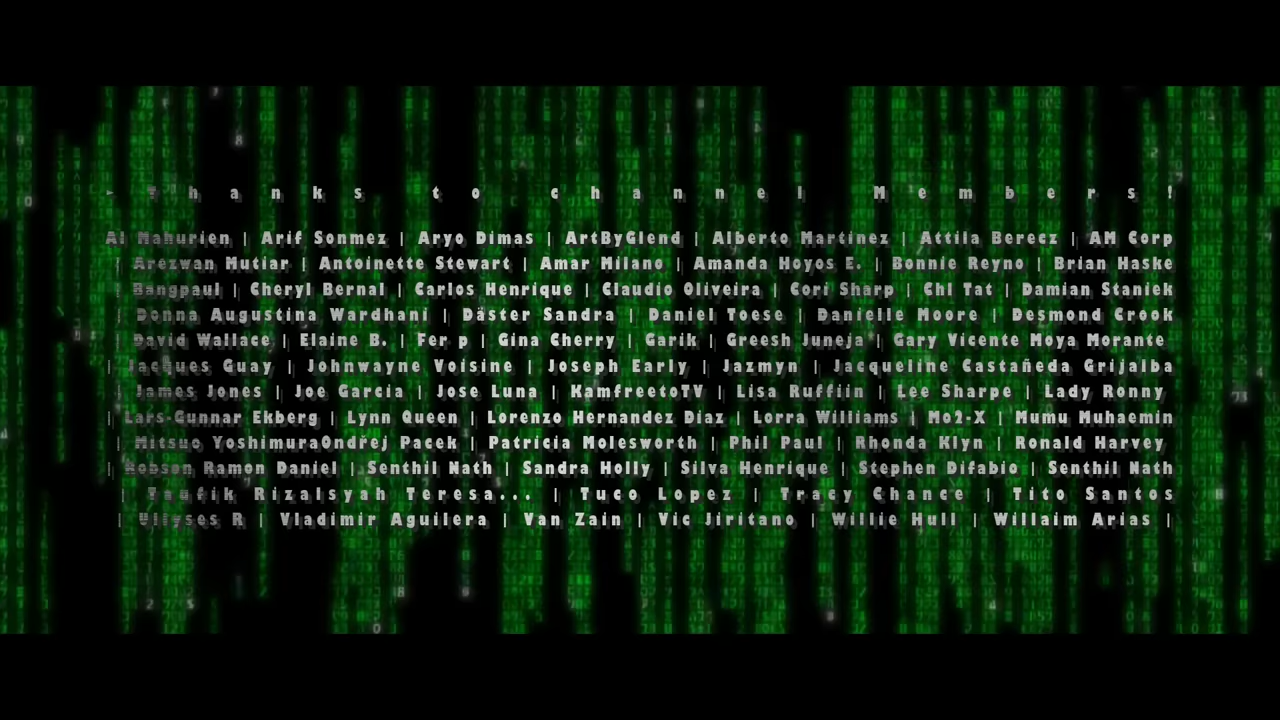 - Thanks to channel Members!
Al Mahurien | Arif Sonmez | Aryo Dimas | ArtByGlend | Alberto Martinez | Attila Berecz | AM Corp
| Arezwan Mutiar | Antoinette Stewart | Amar Milano | Amanda Hoyos E. | Bonnie Reyno | Brian Haske
| Bangpaul | Cheryl Bernal | Carlos Henrique | Claudio Oliveira | Cori Sharp | Chl Tat | Damian Staniek
| Donna Augustina Wardhani | Däster Sandra | Daniel Toese | Danielle Moore | Desmond Crook
| David Wallace | Elaine B. | Fer p | Gina Cherry | Garik | Greesh Juneja | Gary Vicente Moya Morante
| Jacques Guay | Johnwayne Voisine | Joseph Early | Jazmyn | Jacqueline Castañeda Grijalba
| James Jones | Joe Garcia | Jose Luna | KamfreetoTV | Lisa Ruffiin | Lee Sharpe | Lady Ronny
| Lars-Gunnar Ekberg | Lynn Queen | Lorenzo Hernandez Diaz | Lorra Williams | Mo2-X | Mumu Muhaemin
| Mitsuo YoshimuraOndřej Pacek | Patricia Molesworth | Phil Paul | Rhonda Klyn | Ronald Harvey
| Robson Ramon Daniel | Senthil Nath | Sandra Holly | Silva Henrique | Stephen Difabio | Senthil Nath
| Taufik Rizalsyah Teresa... | Tuco Lopez | Tracy Chance | Tito Santos
| Ullyses R | Vladimir Aguilera | Van Zain | Vic Jiritano | Willie Hull | Willaim Arias |